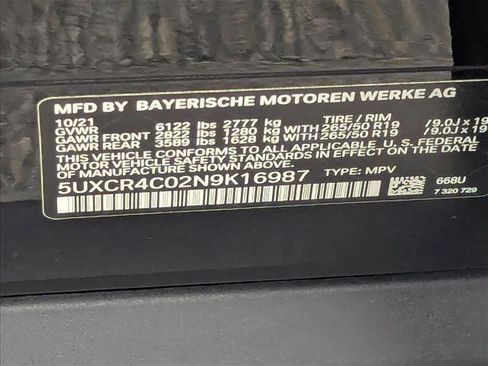 MFD BY BAYERISCHE MOTOREN WERKE AG
10/21 TIRE / RIM
GVWR 6122 lbs 2777 kg
GAWR FRONT 2822 lbs 1280 kg WITH 265/50 R19 /9.0J x 19
GAWR REAR 3589 lbs 1628 kg WITH 265/50 R19 /9.0J x 19
THIS VEHICLE CONFORMS TO ALL APPLICABLE U.S. FEDERAL
MOTOR VEHICLE SAFETY STANDARDS IN EFFECT ON THE
DATE OF MANUFACTURE SHOWN ABOVE.
5UXCR4C02N9K16987 TYPE: MPV
668U
7 320 729